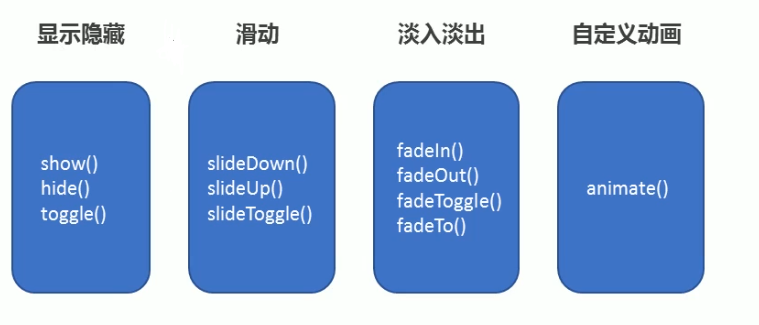 显示隐藏
滑动
淡入淡出
自定义动画
show()
hide()
toggle()
slideDown()
slideUp()
slideToggle()
fadeIn()
fadeOut()
fadeToggle()
fadeTo()
animate()